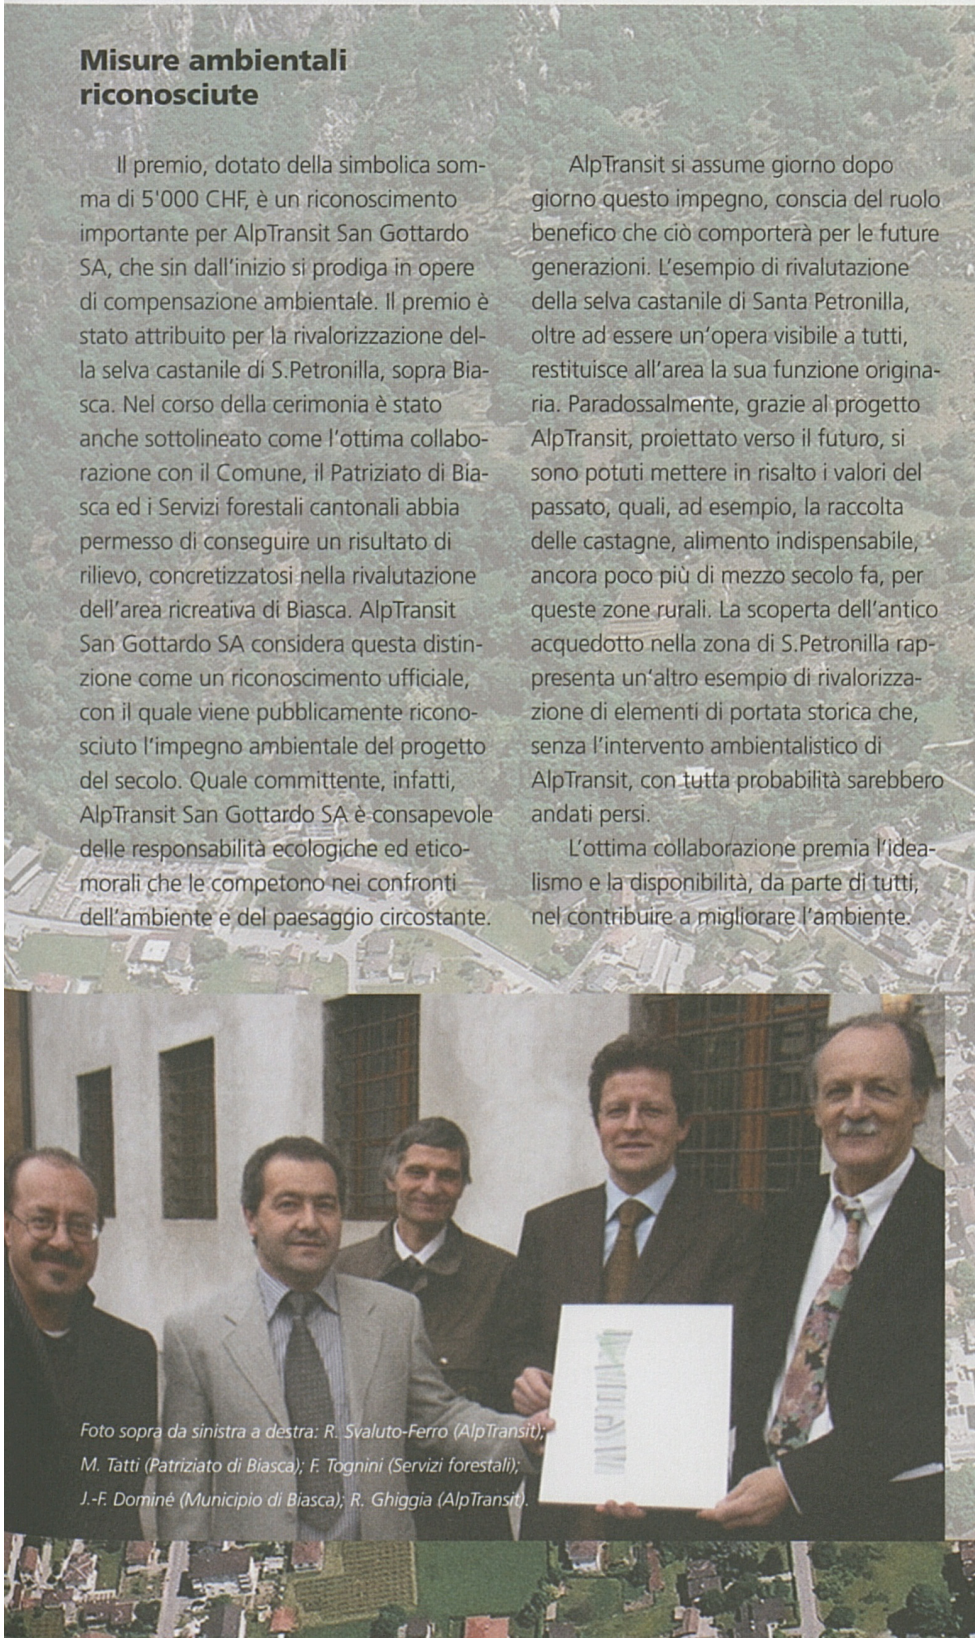 Misure ambientali
riconosciute
Il premio, dotato della simbolica som-
ma di 5'000 CHF, è un riconoscimento
importante per AlpTransit San Gottardo
SA, che sin dall'inizio si prodiga in opere
di compensazione ambientale. Il premio è
stato attribuito per la rivalorizzazione del-
la selva castanile di S.Petronilla, sopra Bia-
sca. Nel corso della cerimonia è stato
anche sottolineato come l'ottima collabo-
razione con il Comune, il Patriziato di Bia-
sca ed i Servizi forestali cantonali abbia
permesso di conseguire un risultato di
rilievo, concretizzatosi nella rivalutazione
dell'area ricreativa di Biasca. AlpTransit
San Gottardo SA considera questa distin-
zione come un riconoscimento ufficiale,
con il quale viene pubblicamente ricono-
sciuto l'impegno ambientale del progetto
del secolo. Quale committente, infatti,
AlpTransit San Gottardo SA è consapevole
delle responsabilità ecologiche ed etico-
morali che le competono nei confronti
dell'ambiente e del paesaggio circostante.
AlpTransit si assume giorno dopo
giorno questo impegno, conscia del ruolo
benefico che ciò comporterà per le future
generazioni. L'esempio di rivalutazione
della selva castanile di Santa Petronilla,
oltre ad essere un'opera visibile a tutti,
restituisce all'area la sua funzione origina-
ria. Paradossalmente, grazie al progetto
AlpTransit, proiettato verso il futuro, si
sono potuti mettere in risalto i valori del
passato, quali, ad esempio, la raccolta
delle castagne, alimento indispensabile,
ancora poco più di mezzo secolo fa, per
queste zone rurali. La scoperta dell'antico
acquedotto nella zona di S.Petronilla rap-
presenta un'altro esempio di rivalorizza-
zione di elementi di portata storica che,
senza l'intervento ambientalistico di
AlpTransit, con tutta probabilità sarebbero
andati persi.
L'ottima collaborazione premia l'idea-
lismo e la disponibilità, da parte di tutti,
nel contribuire a migliorare l'ambiente.
Foto sopra da sinistra a destra: R. Svaluto-Ferro (AlpTransit);
M. Tatti (Patriziato di Biasca); F. Tognini (Servizi forestali);
J.-F. Dominé (Municipio di Biasca); R. Ghiggia (AlpTransit).